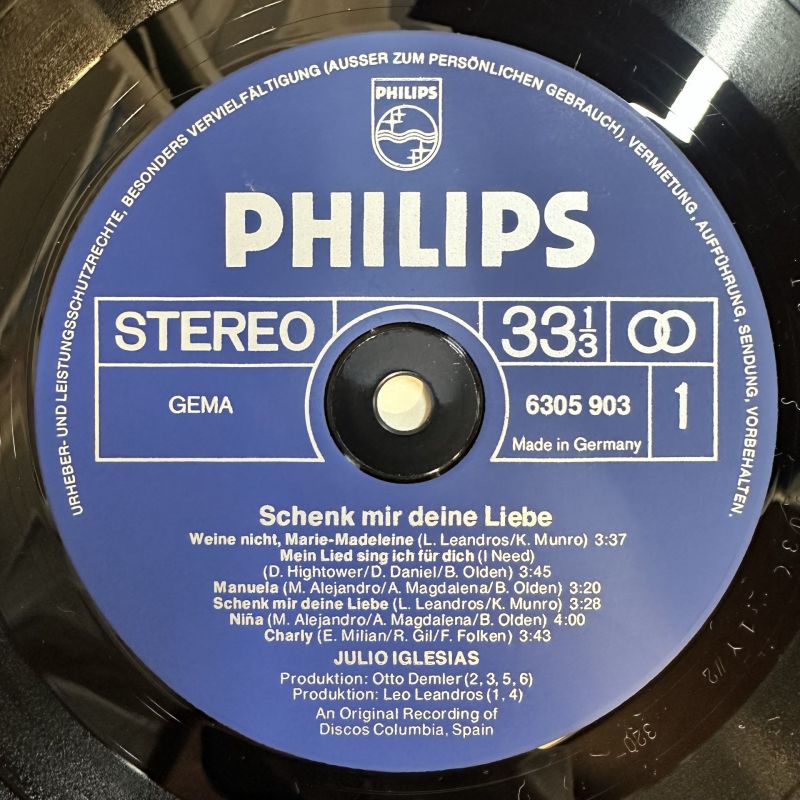 URHEBER- UND LEISTUNGSSCHUTZRECHTE, BESONDERS VERVIELFÄLTIGUNG (AUSSER ZUM PERSÖNLICHEN GEBRAUCH), VERMIETUNG, AUFFÜHRUNG, SENDUNG, VORBEHALTEN.
PHILIPS
PHILIPS
STEREO
33 1/3
GEMA
6305 903
1
Made in Germany
Schenk mir deine Liebe
Weine nicht, Marie-Madeleine (L. Leandros/K. Munro) 3:37
Mein Lied sing ich für dich (I Need)
(D. Hightower/D. Daniel/B. Olden) 3:45
Manuela (M. Alejandro/A. Magdalena/B. Olden) 3:20
Schenk mir deine Liebe (L. Leandros/K. Munro) 3:28
Niña (M. Alejandro/A. Magdalena/B. Olden) 4:00
Charly (E. Milian/R. Gil/F. Folken) 3:43
JULIO IGLESIAS
Produktion: Otto Demler (2, 3, 5, 6)
Produktion: Leo Leandros (1, 4)
An Original Recording of
Discos Columbia, Spain
320